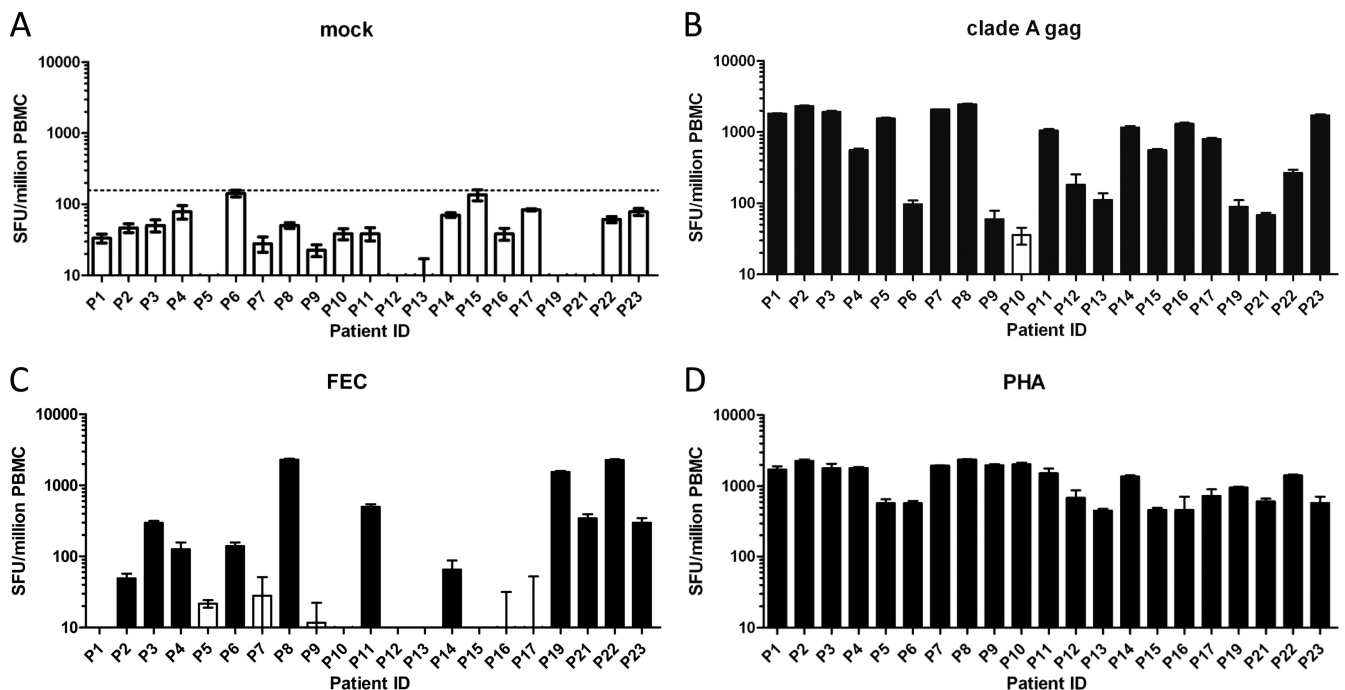 A
mock
SFU/million PBMC
10000
1000
100
10
P1 P2 P3 P4 P5 P6 P7 P8 P9 P10 P11 P12 P13 P14 P15 P16 P17 P19 P21 P22 P23
Patient ID
B
clade A gag
SFU/million PBMC
10000
1000
100
10
P1 P2 P3 P4 P5 P6 P7 P8 P9 P10 P11 P12 P13 P14 P15 P16 P17 P19 P21 P22 P23
Patient ID
C
FEC
SFU/million PBMC
10000
1000
100
10
P1 P2 P3 P4 P5 P6 P7 P8 P9 P10 P11 P12 P13 P14 P15 P16 P17 P19 P21 P22 P23
Patient ID
D
PHA
SFU/million PBMC
10000
1000
100
10
P1 P2 P3 P4 P5 P6 P7 P8 P9 P10 P11 P12 P13 P14 P15 P16 P17 P19 P21 P22 P23
Patient ID